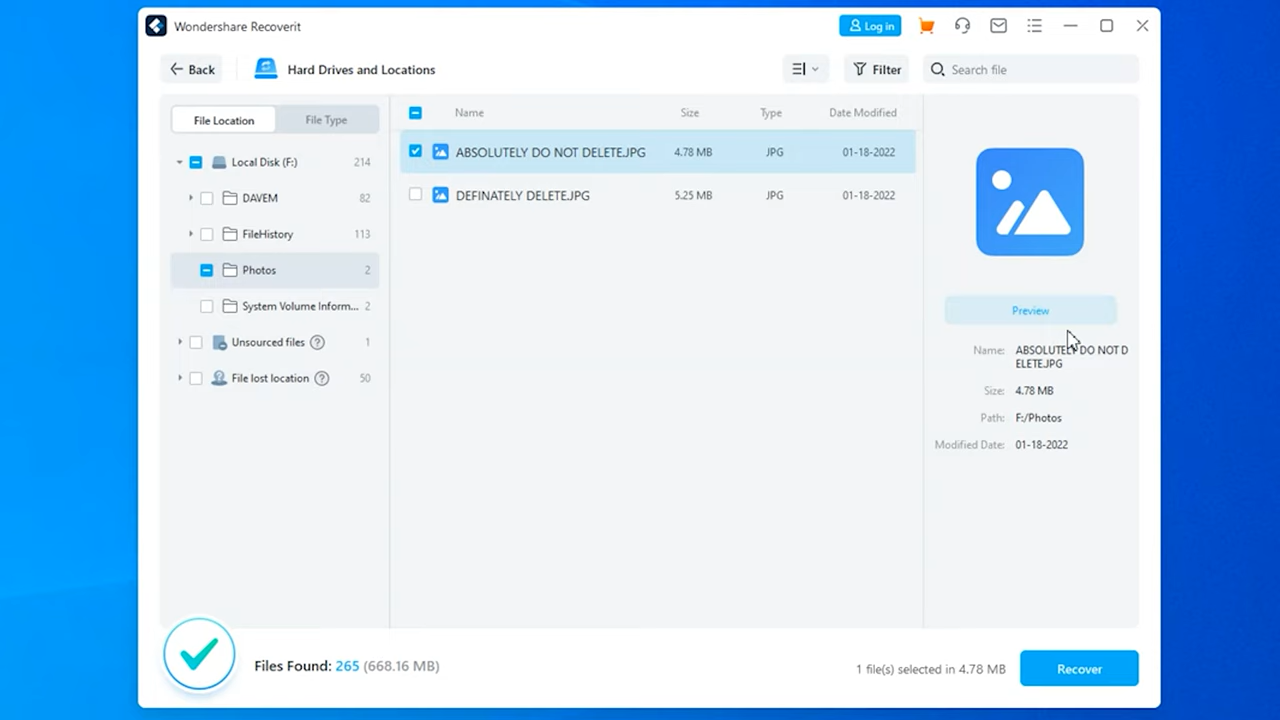 Wondershare Recoverit
Log in
Back
Hard Drives and Locations
Filter
Search file
File Location
File Type
Local Disk (F:) 214
DAVEM 82
FileHistory 113
Photos 2
System Volume Inform... 2
Unsourced files ? 1
File lost location ? 50
Name Size Type Date Modified
ABSOLUTELY DO NOT DELETE.JPG 4.78 MB JPG 01-18-2022
DEFINATELY DELETE.JPG 5.25 MB JPG 01-18-2022
Preview
Name: ABSOLUTELY DO NOT D
ELETE.JPG
Size: 4.78 MB
Path: F:/Photos
Modified Date: 01-18-2022
Files Found: 265 (668.16 MB)
1 file(s) selected in 4.78 MB
Recover